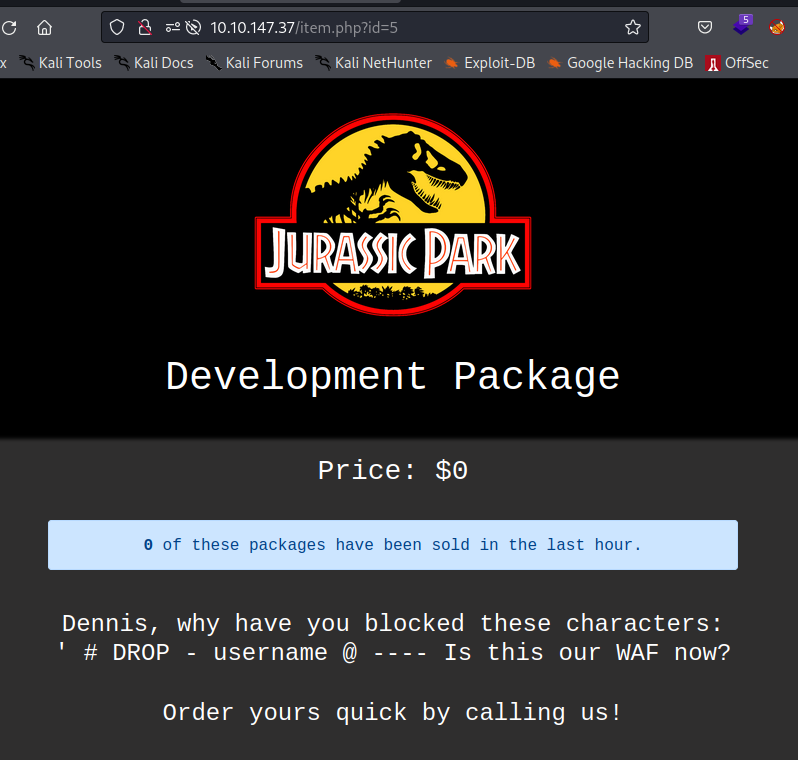 10.10.147.37/item.php?id=5
5
x Kali Tools Kali Docs Kali Forums Kali NetHunter Exploit-DB Google Hacking DB OffSec
JURASSIC PARK
Development Package
Price: $0
0 of these packages have been sold in the last hour.
Dennis, why have you blocked these characters:
' # DROP - username @ ---- Is this our WAF now?
Order yours quick by calling us!